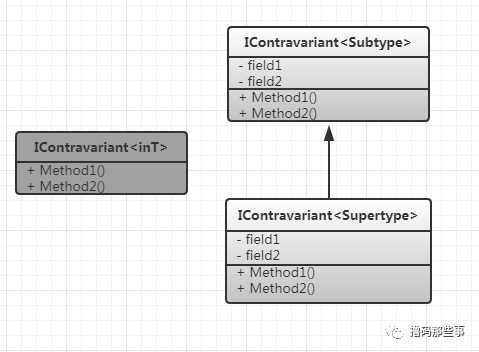 IContravariant<Subtype>
- field1
- field2
+ Method1()
+ Method2()
IContravariant<inT>
+ Method1()
+ Method2()
IContravariant<Supertype>
- field1
- field2
+ Method1()
+ Method2()
撸码那些事